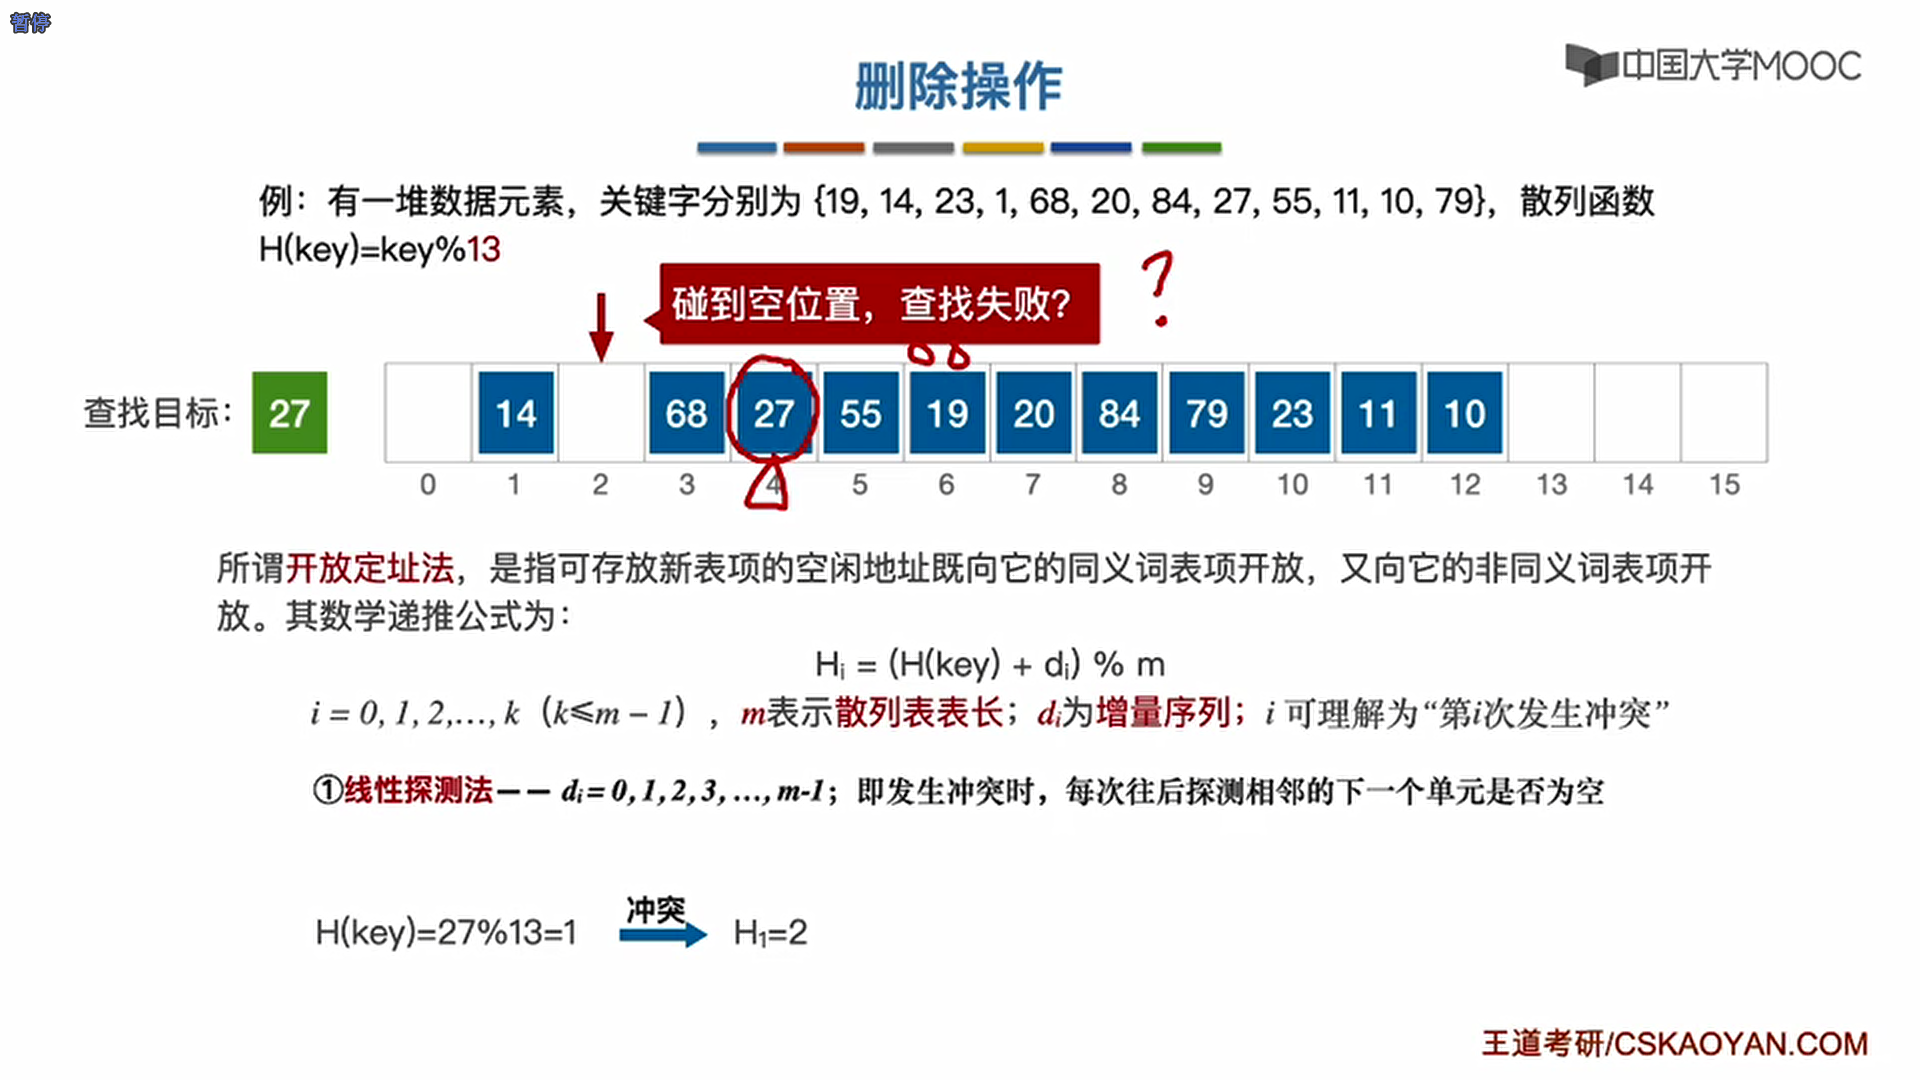 暂停
中国大学MOOC
删除操作
例：有一堆数据元素，关键字分别为 {19, 14, 23, 1, 68, 20, 84, 27, 55, 11, 10, 79}，散列函数
H(key)=key%13
碰到空位置，查找失败？
?
查找目标：27
14 68 27 55 19 20 84 79 23 11 10
0 1 2 3 4 5 6 7 8 9 10 11 12 13 14 15
所谓开放定址法，是指可存放新表项的空闲地址既向它的同义词表项开放，又向它的非同义词表项开
放。其数学递推公式为：
Hᵢ = (H(key) + dᵢ) % m
i = 0, 1, 2,…, k（k≤m − 1），m表示散列表表长；dᵢ为增量序列；i 可理解为“第i次发生冲突”
①线性探测法—— dᵢ = 0, 1, 2, 3, …, m-1；即发生冲突时，每次往后探测相邻的下一个单元是否为空
冲突
H(key)=27%13=1 H₁=2
王道考研/CSKAOYAN.COM